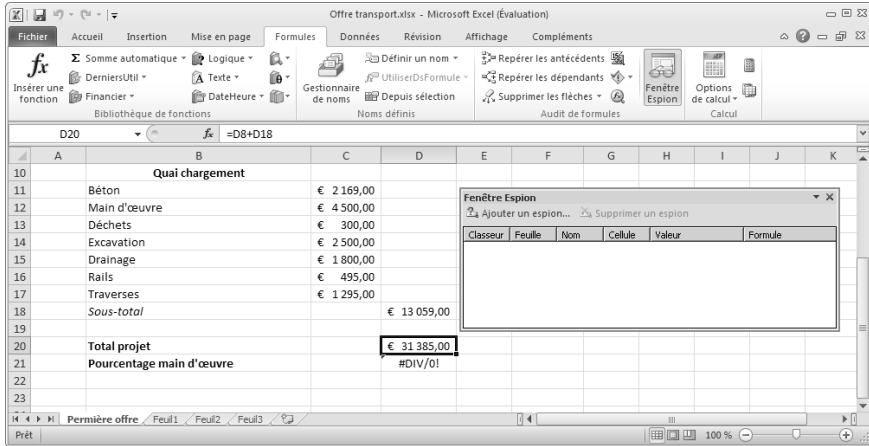 Offre transport.xlsx - Microsoft Excel (Évaluation)
Fichier Accueil Insertion Mise en page Formules Données Révision Affichage Compléments
fx Insérer une fonction
Σ Somme automatique
DerniersUtil
Financier
Logique
Texte
DateHeure
Bibliothèque de fonctions
Gestionnaire de noms
Définir un nom
UtiliserDsFormule
Depuis sélection
Noms définis
Repérer les antécédents
Repérer les dépendants
Supprimer les flèches
Fenêtre Espion
Audit de formules
Options de calcul
Calcul
D20 fx =D8+D18
A B C D E F G H I J K
10 Quai chargement
11 Béton € 2 169,00
12 Main d'œuvre € 4 500,00
13 Déchets € 300,00
14 Excavation € 2 500,00
15 Drainage € 1 800,00
16 Rails € 495,00
17 Traverses € 1 295,00
18 Sous-total € 13 059,00
19
20 Total projet € 31 385,00
21 Pourcentage main d'œuvre #DIV/0!
22
23
Fenêtre Espion
Ajouter un espion... Supprimer un espion
Classeur Feuille Nom Cellule Valeur Formule
Permière offre Feuil1 Feuil2 Feuil3
Prêt 100 %